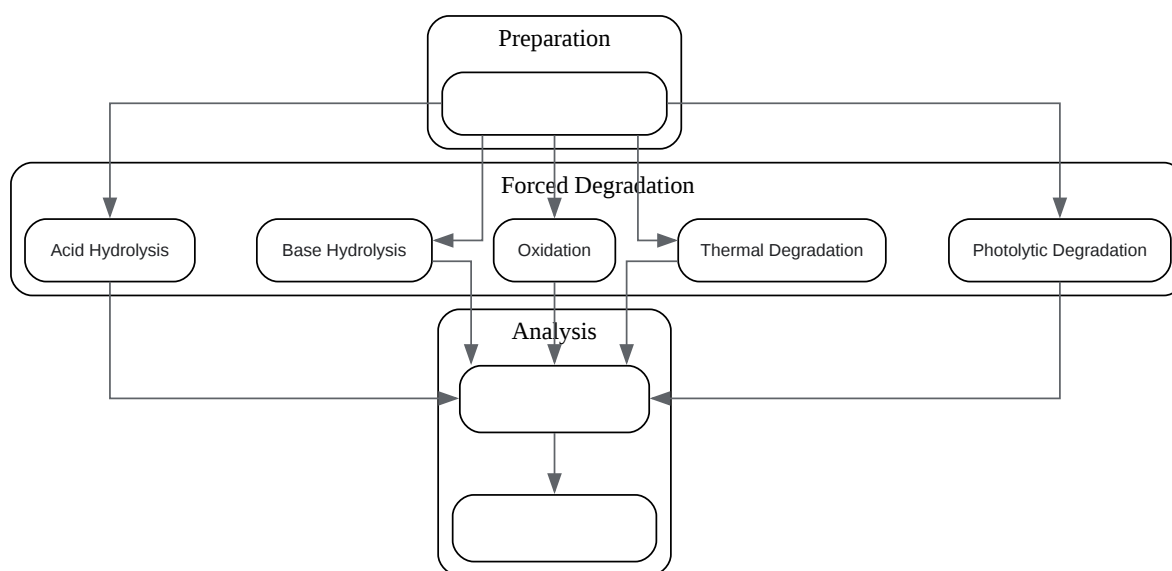 Preparation
Forced Degradation
Acid Hydrolysis
Base Hydrolysis
Oxidation
Thermal Degradation
Photolytic Degradation
Analysis